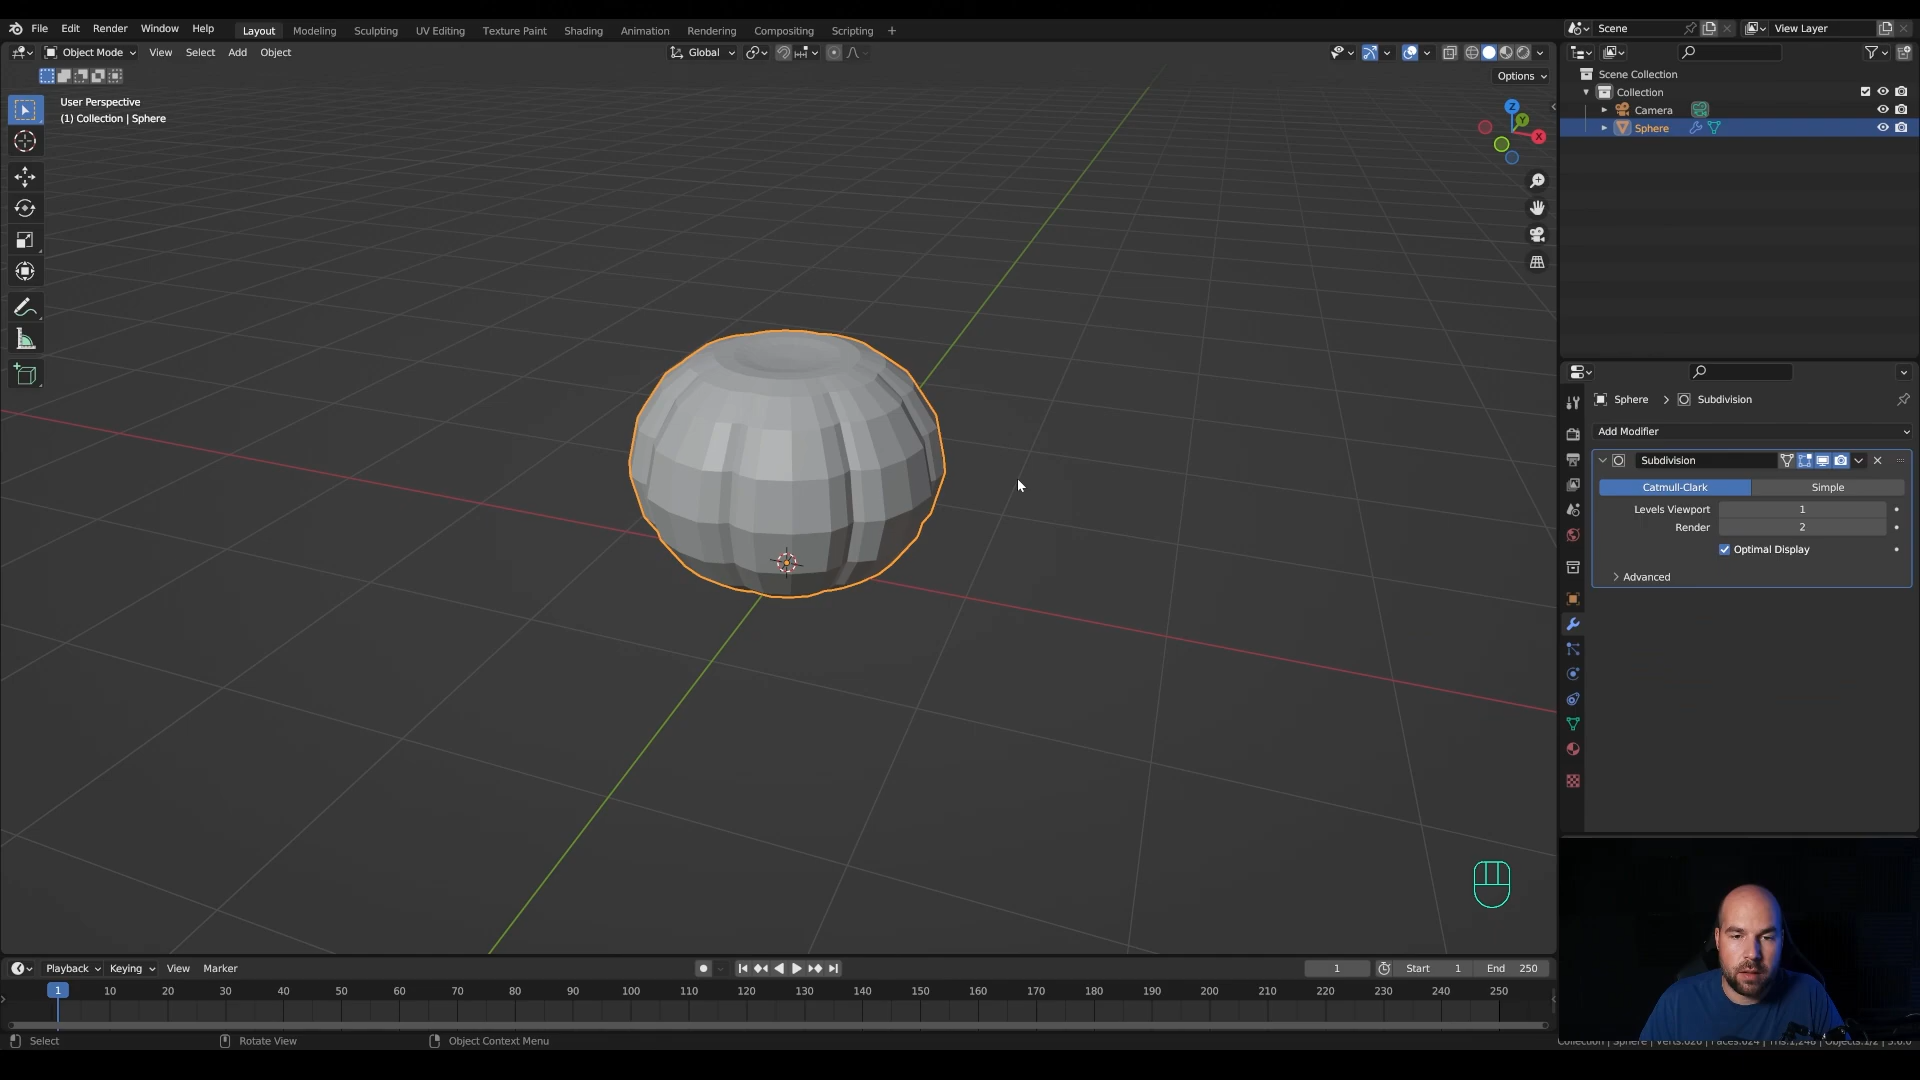 File Edit Render Window Help Layout Modeling Sculpting UV Editing Texture Paint Shading Animation Rendering Compositing Scripting + Scene View Layer
Object Mode View Select Add Object Global
Options
User Perspective
(1) Collection | Sphere
Z
Y
X
Scene Collection
Collection
Camera
Sphere
Sphere > Subdivision
Add Modifier
Subdivision
Catmull-Clark Simple
Levels Viewport 1
Render 2
Optimal Display
Advanced
Playback Keying View Marker 1 Start 1 End 250
1 10 20 30 40 50 60 70 80 90 100 110 120 130 140 150 160 170 180 190 200 210 220 230 240 250
Select Rotate View Object Context Menu